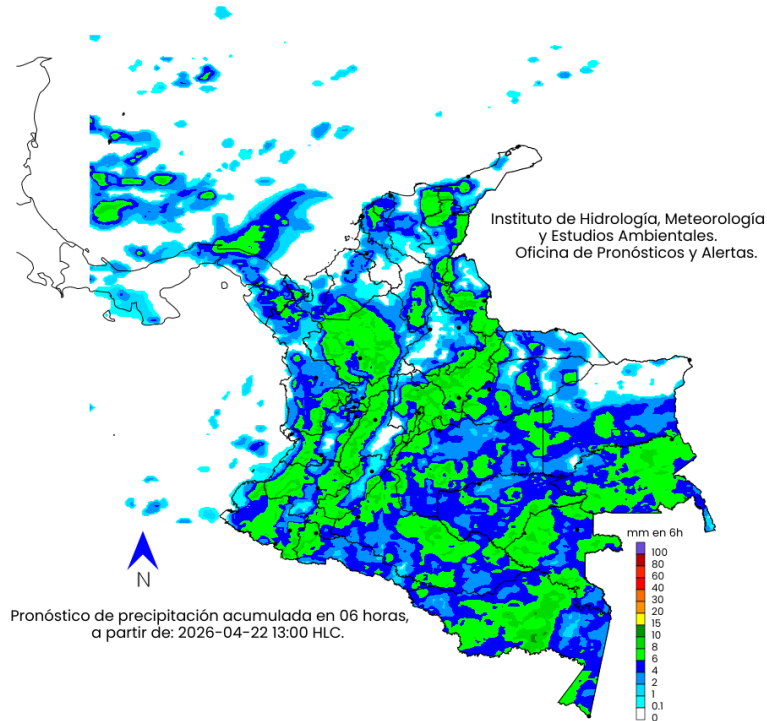 Instituto de Hidrología, Meteorología
y Estudios Ambientales.
Oficina de Pronósticos y Alertas.
mm en 6h
100
80
60
40
30
20
15
10
8
6
4
2
1
0.1
0
N
Pronóstico de precipitación acumulada en 06 horas,
a partir de: 2026-04-22 13:00 HLC.